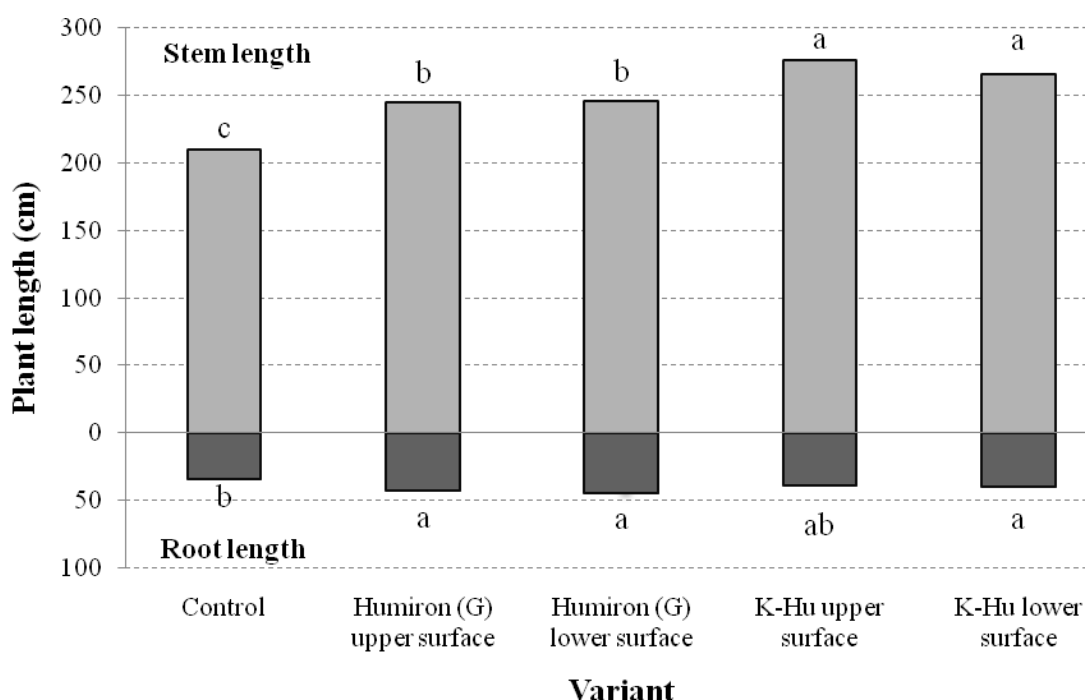 300
Stem length
a
a
b
b
250
c
200
150
100
50
0
50
b
a
a
ab
a
Root length
100
Plant length (cm)
Control
Humiron (G)
upper surface
Humiron (G)
lower surface
K-Hu upper
surface
K-Hu lower
surface
Variant